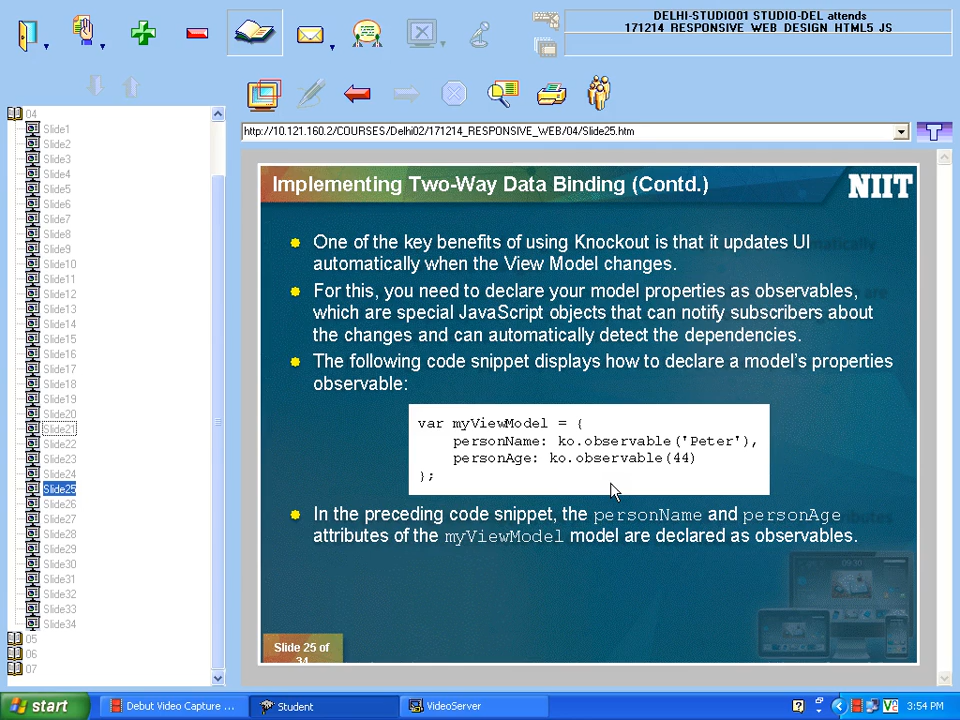 DELHI-STUDIO01 STUDIO-DEL attends
171214_RESPONSIVE_WEB_DESIGN_HTML5_JS
http://10.121.160.2/COURSES/Delhi02/171214_RESPONSIVE_WEB/04/Slide25.htm
T
04
Slide1
Slide2
Slide3
Slide4
Slide5
Slide6
Slide7
Slide8
Slide9
Slide10
Slide11
Slide12
Slide13
Slide14
Slide15
Slide16
Slide17
Slide18
Slide19
Slide20
Slide21
Slide22
Slide23
Slide24
Slide25
Slide26
Slide27
Slide28
Slide29
Slide30
Slide31
Slide32
Slide33
Slide34
05
06
07
Implementing Two-Way Data Binding (Contd.)
NIIT
One of the key benefits of using Knockout is that it updates UI
automatically when the View Model changes.
For this, you need to declare your model properties as observables,
which are special JavaScript objects that can notify subscribers about
the changes and can automatically detect the dependencies.
The following code snippet displays how to declare a model's properties
observable:
var myViewModel = {
personName: ko.observable('Peter'),
personAge: ko.observable(44)
};
In the preceding code snippet, the personName and personAge
attributes of the myViewModel model are declared as observables.
09:30
Slide 25 of
34
start
Debut Video Capture ...
Student
VideoServer
3:54 PM